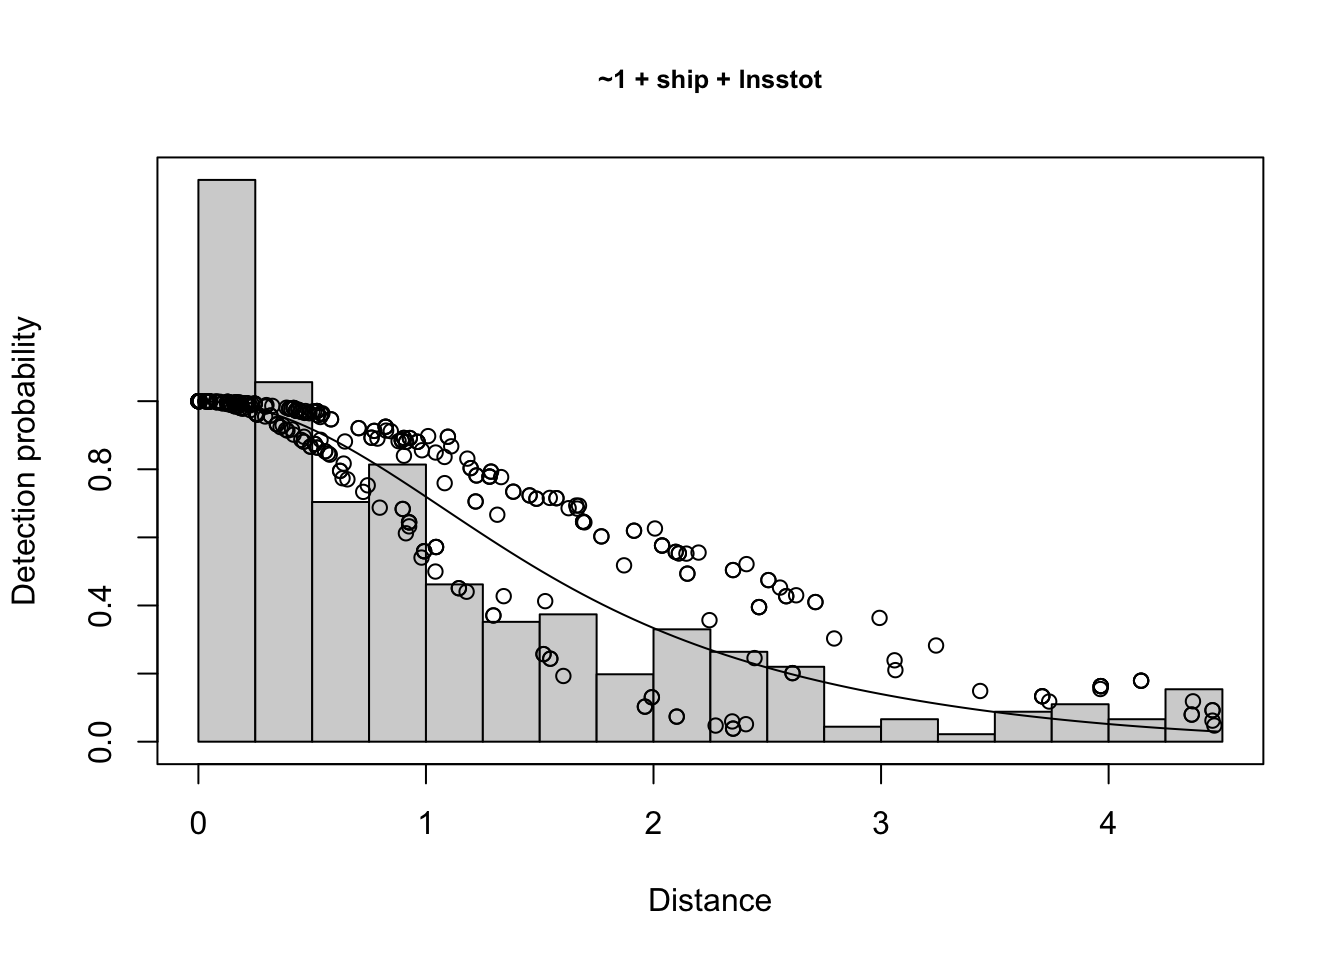 ~1 + ship + lnsstot
Detection probability
0.8
0.4
0.0
0 1 2 3 4
Distance